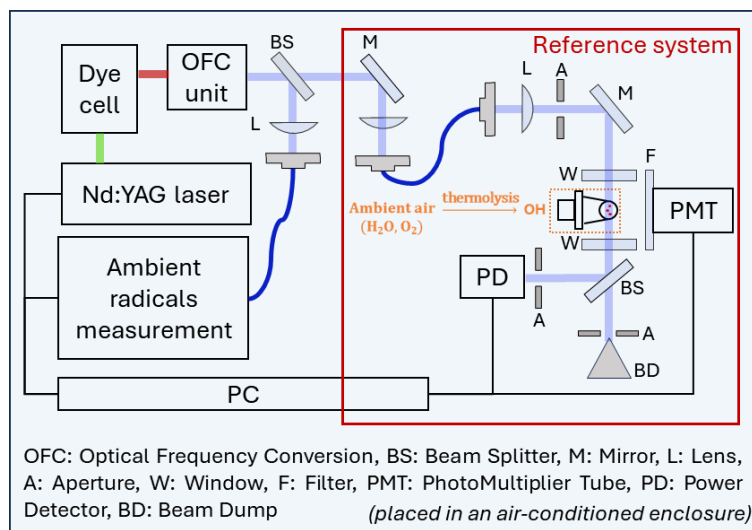 Reference system
BS
M
Dye
cell
OFC
unit
L
A
L
M
Nd:YAG laser
W
F
Ambient air
(H₂O, O₂)
thermolysis
OH
PMT
Ambient
radicals
measurement
W
PD
BS
A
A
BD
PC
OFC: Optical Frequency Conversion, BS: Beam Splitter, M: Mirror, L: Lens,
A: Aperture, W: Window, F: Filter, PMT: PhotoMultiplier Tube, PD: Power
Detector, BD: Beam Dump
(placed in an air-conditioned enclosure)